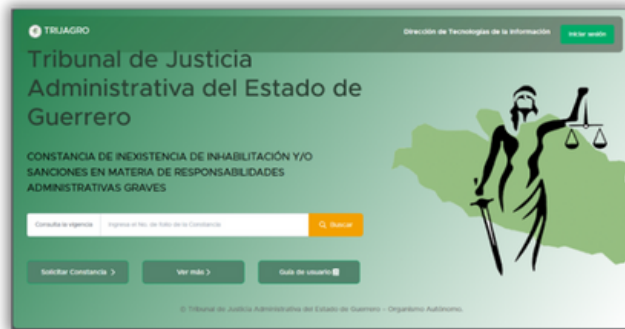 TRIJAGRO
Dirección de Tecnologías de la Información
Iniciar sesión
Tribunal de Justicia
Administrativa del Estado de
Guerrero
CONSTANCIA DE INEXISTENCIA DE INHABILITACIÓN Y/O
SANCIONES EN MATERIA DE RESPONSABILIDADES
ADMINISTRATIVAS GRAVES
Consulta la vigencia
Ingresa el No. de folio de la Constancia
Buscar
Solicitar Constancia >
Ver más >
Guía de usuario
© Tribunal de Justicia Administrativa del Estado de Guerrero - Organismo Autónomo.